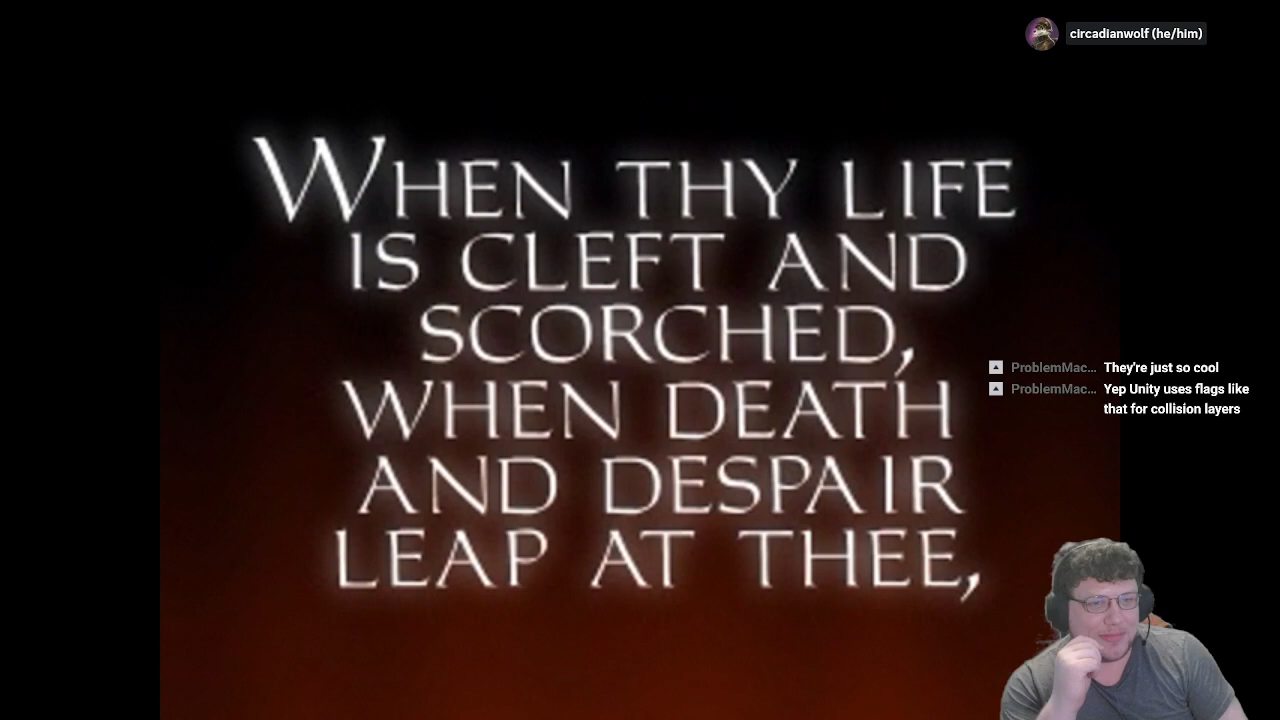 circadianwolf (he/him)
WHEN THY LIFE
IS CLEFT AND
SCORCHED,
WHEN DEATH
AND DESPAIR
LEAP AT THEE,
ProblemMac... They're just so cool
ProblemMac... Yep Unity uses flags like
that for collision layers